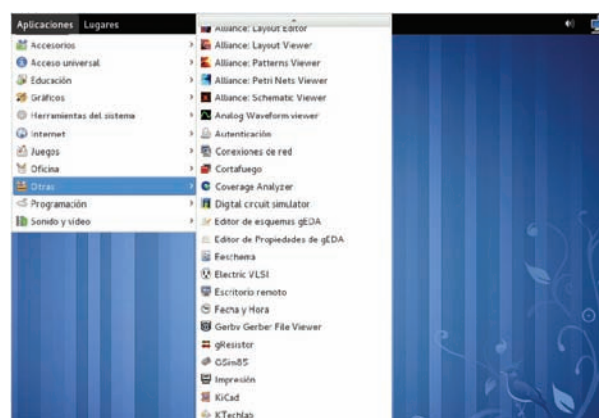 Aplicaciones Lugares
Accesorios
Acceso universal
Educación
Gráficos
Herramientas del sistema
Internet
Juegos
Oficina
Otras
Programación
Sonido y vídeo
Alliance: Layout Editor
Alliance: Layout Viewer
Alliance: Patterns Viewer
Alliance: Petri Nets Viewer
Alliance: Schematic Viewer
Analog Waveform viewer
Autenticación
Conexiones de red
Cortafuego
Coverage Analyzer
Digital circuit simulator
Editor de esquemas gEDA
Editor de Propiedades de gEDA
Eeschema
Electric VLSI
Escritorio remoto
Fecha y Hora
Gerbv Gerber File Viewer
gResistor
GSim85
Impresión
KiCad
KTechlab